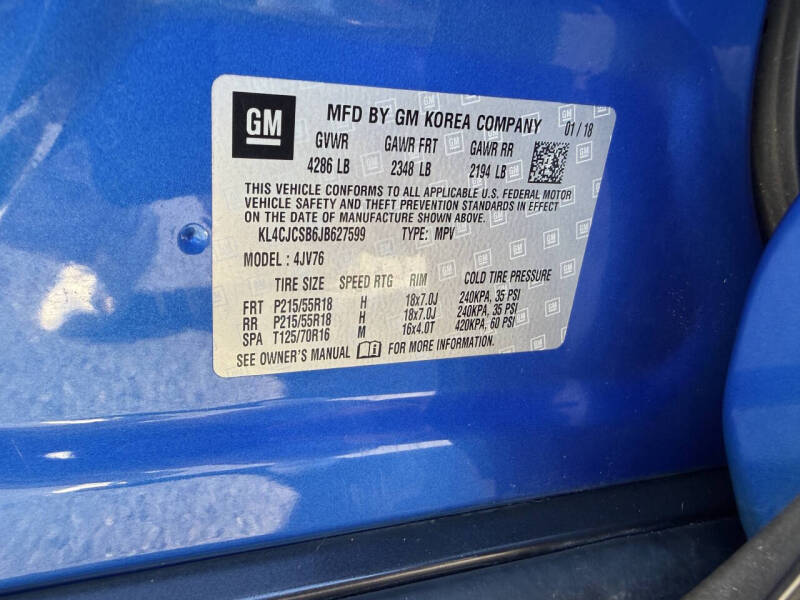 GM MFD BY GM KOREA COMPANY 01/18
GVWR GAWR FRT GAWR RR
4286 LB 2348 LB 2194 LB
THIS VEHICLE CONFORMS TO ALL APPLICABLE U.S. FEDERAL MOTOR
VEHICLE SAFETY AND THEFT PREVENTION STANDARDS IN EFFECT
ON THE DATE OF MANUFACTURE SHOWN ABOVE.
KL4CJCSB6JB627599 TYPE: MPV
MODEL : 4JV76
TIRE SIZE SPEED RTG RIM COLD TIRE PRESSURE
FRT P215/55R18 H 18x7.0J 240KPA, 35 PSI
RR P215/55R18 H 18x7.0J 240KPA, 35 PSI
SPA T125/70R16 M 16x4.0T 420KPA, 60 PSI
SEE OWNER'S MANUAL FOR MORE INFORMATION.